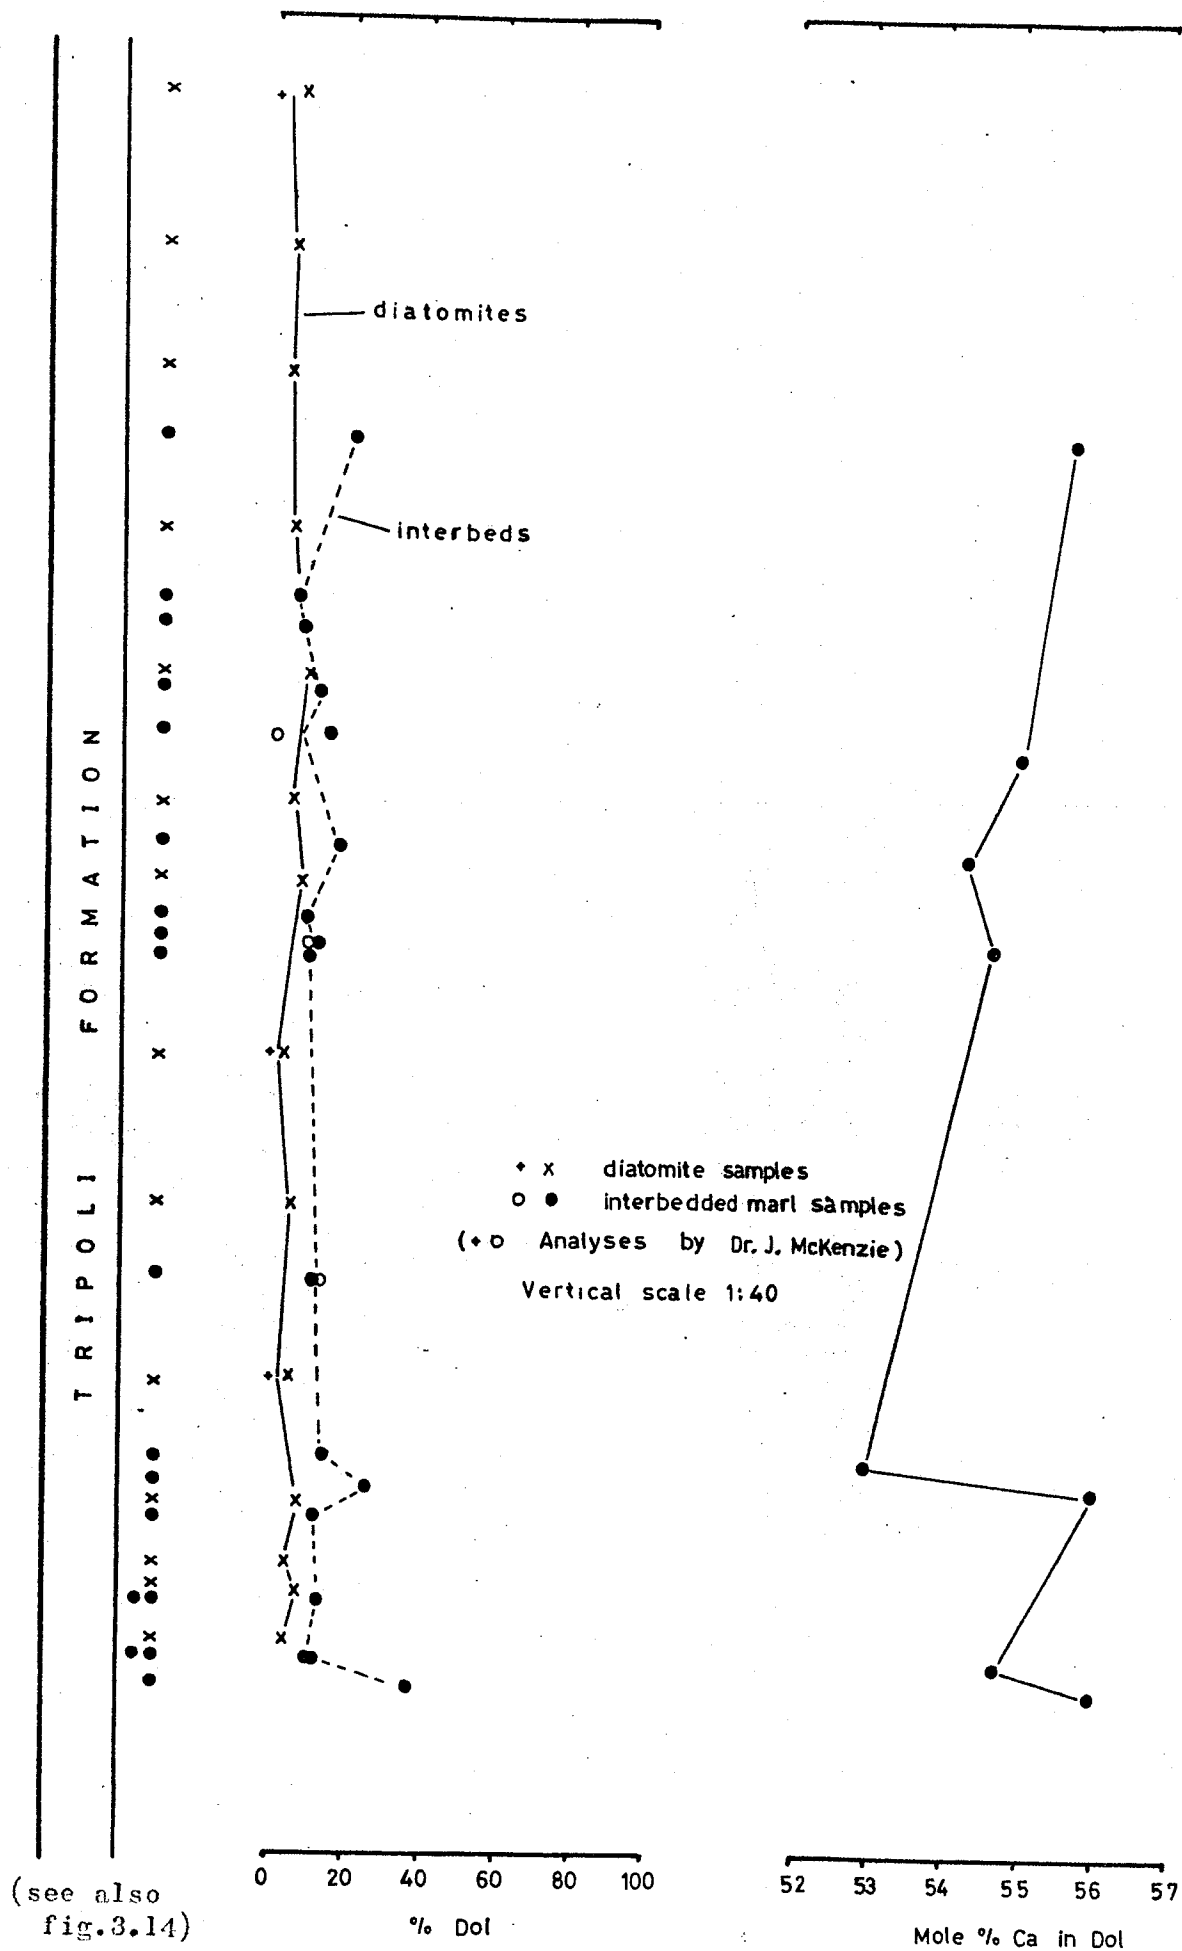 diatomites
interbeds
TRIPOLI FORMATION
+ x diatomite samples
o ● interbedded marl samples
(+ o Analyses by Dr. J. McKenzie)
Vertical scale 1:40
0 20 40 60 80 100
% Dol
52 53 54 55 56 57
Mole % Ca in Dol
(see also
fig.3.14)